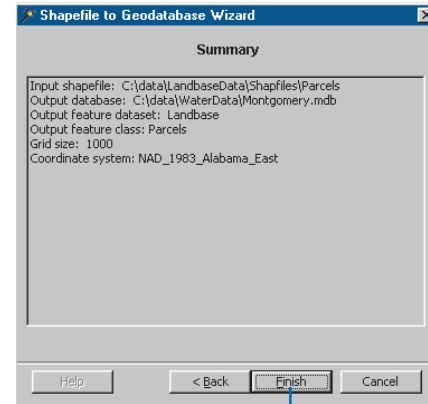 Shapefile to Geodatabase Wizard
Summary
Input shapefile: C:\data\LandbaseData\Shapfiles\Parcels
Output database: C:\data\WaterData\Montgomery.mdb
Output feature dataset: Landbase
Output feature class: Parcels
Grid size: 1000
Coordinate system: NAD_1983_Alabama_East
Help < Back Finish Cancel